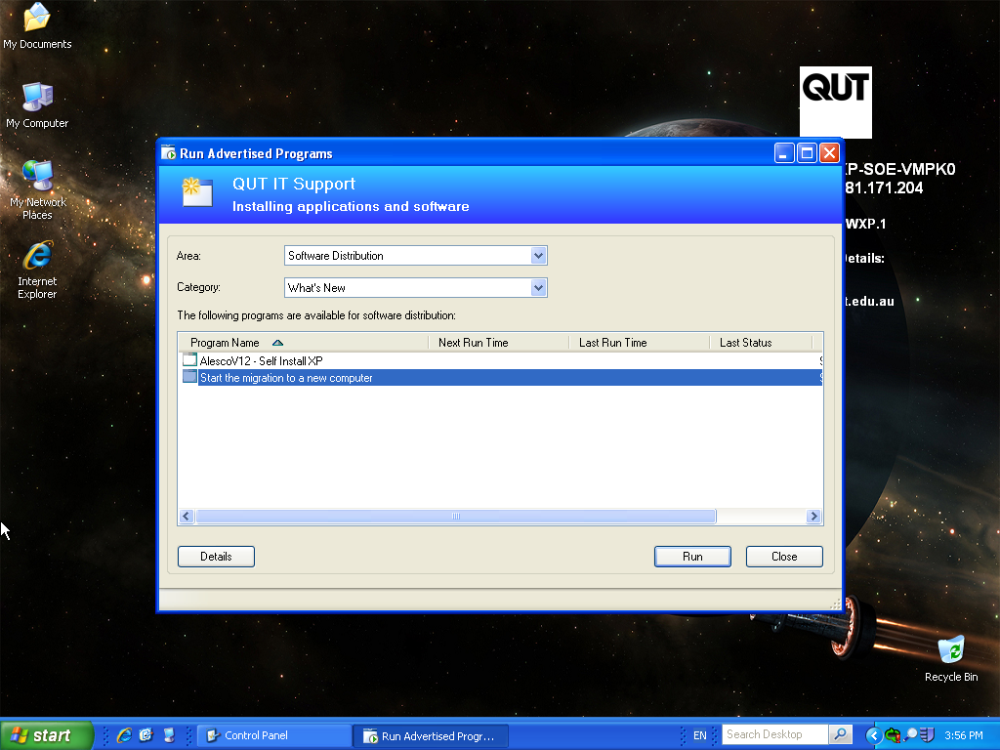 My Documents
My Computer
My Network
Places
Internet
Explorer
QUT
P-SOE-VMPK0
81.171.204
WXP.1
etails:
t.edu.au
Run Advertised Programs
QUT IT Support
Installing applications and software
Area:
Software Distribution
Category:
What's New
The following programs are available for software distribution:
Program Name Next Run Time Last Run Time Last Status
AlescoV12 - Self Install XP
Start the migration to a new computer
Details Run Close
Recycle Bin
start Control Panel Run Advertised Progr... EN Search Desktop 3:56 PM